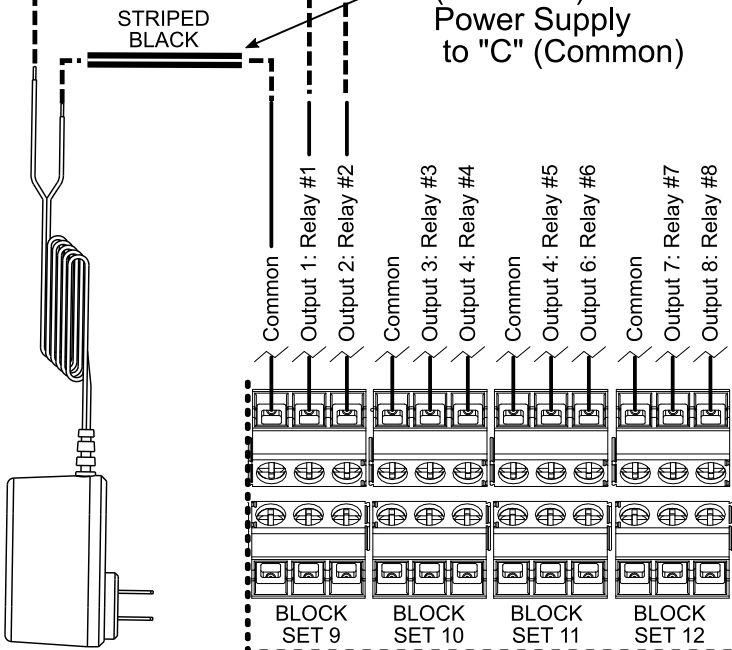 STRIPED
BLACK
Power Supply
to "C" (Common)
Common
Output 1: Relay #1
Output 2: Relay #2
Common
Output 3: Relay #3
Output 4: Relay #4
Common
Output 4: Relay #5
Output 6: Relay #6
Common
Output 7: Relay #7
Output 8: Relay #8
BLOCK
SET 9
BLOCK
SET 10
BLOCK
SET 11
BLOCK
SET 12